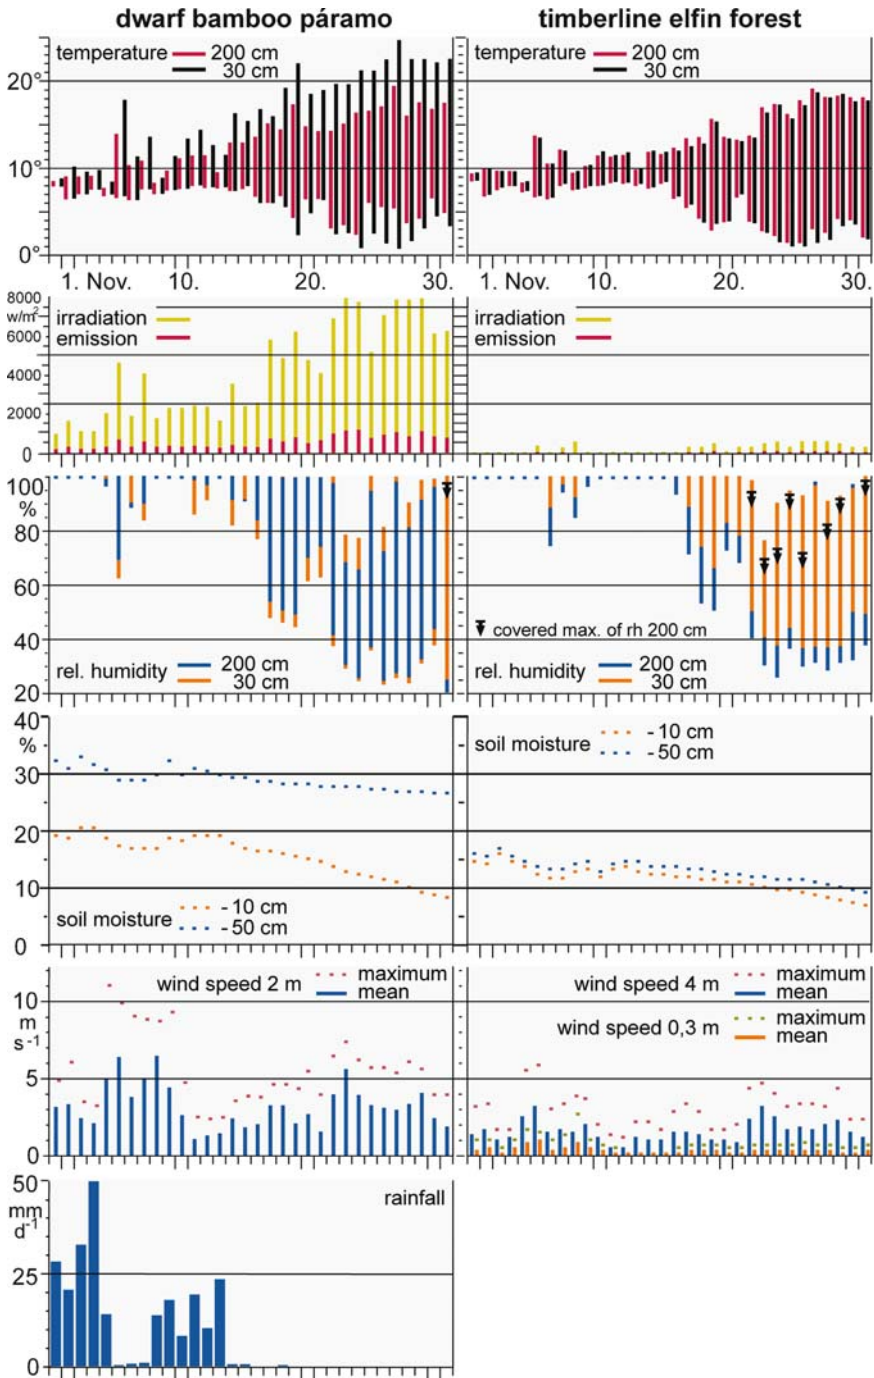 dwarf bamboo páramo
timberline elfin forest
temperature 200 cm
30 cm
20°
10°
0°
temperature 200 cm
30 cm
1. Nov. 10. 20. 30.
1. Nov. 10. 20. 30.
8000
w/m²
6000
4000
2000
0
irradiation
emission
irradiation
emission
100
%
80
60
40
20
rel. humidity 200 cm
30 cm
covered max. of rh 200 cm
rel. humidity 200 cm
30 cm
40
%
30
20
10
0
soil moisture - 10 cm
- 50 cm
soil moisture - 10 cm
- 50 cm
10
m
s⁻¹
5
0
wind speed 2 m maximum
mean
wind speed 4 m maximum
mean
wind speed 0,3 m maximum
mean
50
mm
d⁻¹
25
0
rainfall